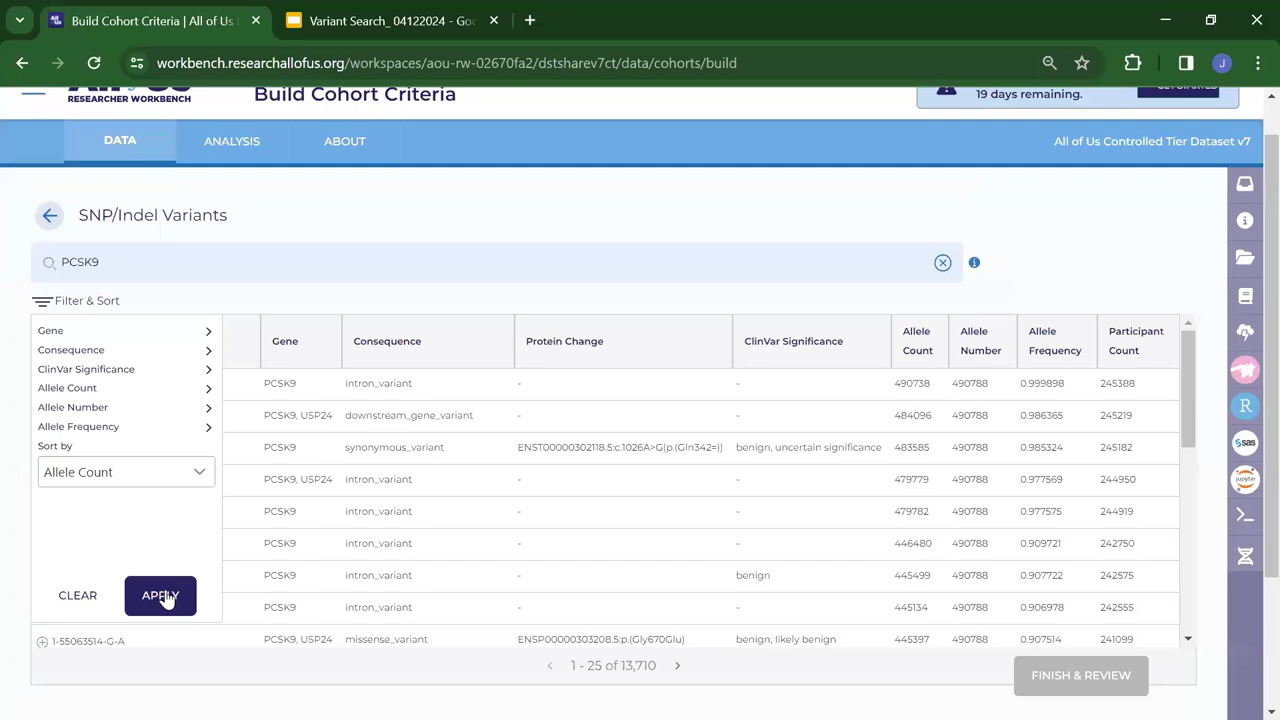 Build Cohort Criteria | All of Us
Variant Search_ 04122024 - Goo
workbench.researchallofus.org/workspaces/aou-rw-02670fa2/dstsharev7ct/data/cohorts/build
J
RESEARCHER WORKBENCH
Build Cohort Criteria
19 days remaining.
GET STARTED
DATA
ANALYSIS
ABOUT
All of Us Controlled Tier Dataset v7
SNP/Indel Variants
PCSK9
Filter & Sort
Gene
Consequence
ClinVar Significance
Allele Count
Allele Number
Allele Frequency
Sort by
Allele Count
CLEAR
APPLY
Gene Consequence Protein Change ClinVar Significance Allele Count Allele Number Allele Frequency Participant Count
PCSK9 intron_variant - - 490738 490788 0.999898 245388
PCSK9, USP24 downstream_gene_variant - - 484096 490788 0.986365 245219
PCSK9 synonymous_variant ENST00000302118.5:c.1026A>G(p.(Gln342=)) benign, uncertain significance 483585 490788 0.985324 245182
PCSK9, USP24 intron_variant - - 479779 490788 0.977569 244950
PCSK9 intron_variant - - 479782 490788 0.977575 244919
PCSK9 intron_variant - - 446480 490788 0.909721 242750
PCSK9 intron_variant - benign 445499 490788 0.907722 242575
PCSK9 intron_variant - - 445134 490788 0.906978 242555
1-55063514-G-A PCSK9, USP24 missense_variant ENSP00000303208.5:p.(Gly670Glu) benign, likely benign 445397 490788 0.907514 241099
1 - 25 of 13,710
FINISH & REVIEW
R
sas
jupyter